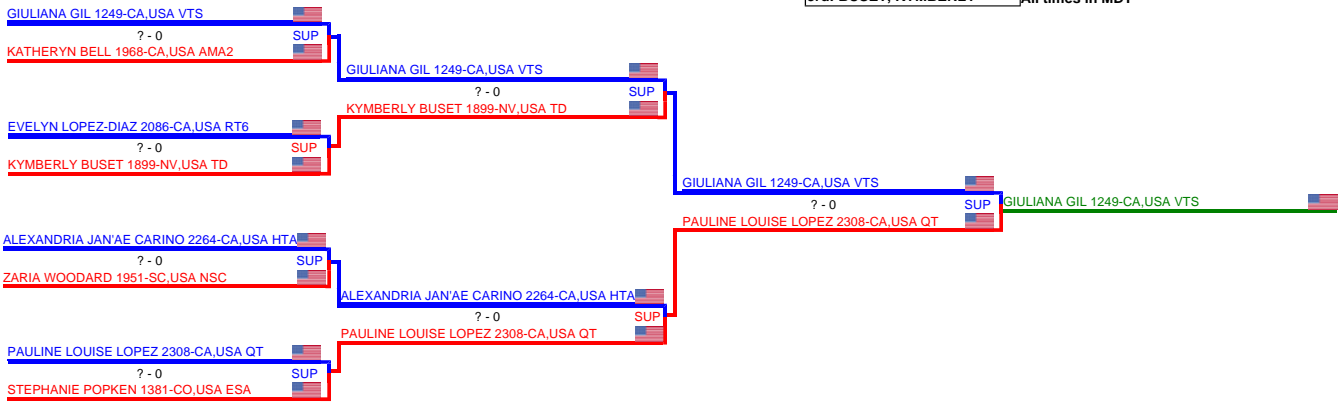 All times in MDT
GIULIANA GIL 1249-CA,USA VTS
? - 0
SUP
KATHERYN BELL 1968-CA,USA AMA2
EVELYN LOPEZ-DIAZ 2086-CA,USA RT6
? - 0
SUP
KYMBERLY BUSET 1899-NV,USA TD
ALEXANDRIA JAN'AE CARINO 2264-CA,USA HTA
? - 0
SUP
ZARIA WOODARD 1951-SC,USA NSC
PAULINE LOUISE LOPEZ 2308-CA,USA QT
? - 0
SUP
STEPHANIE POPKEN 1381-CO,USA ESA
GIULIANA GIL 1249-CA,USA VTS
? - 0
SUP
KYMBERLY BUSET 1899-NV,USA TD
ALEXANDRIA JAN'AE CARINO 2264-CA,USA HTA
? - 0
SUP
PAULINE LOUISE LOPEZ 2308-CA,USA QT
GIULIANA GIL 1249-CA,USA VTS
? - 0
SUP
PAULINE LOUISE LOPEZ 2308-CA,USA QT
GIULIANA GIL 1249-CA,USA VTS